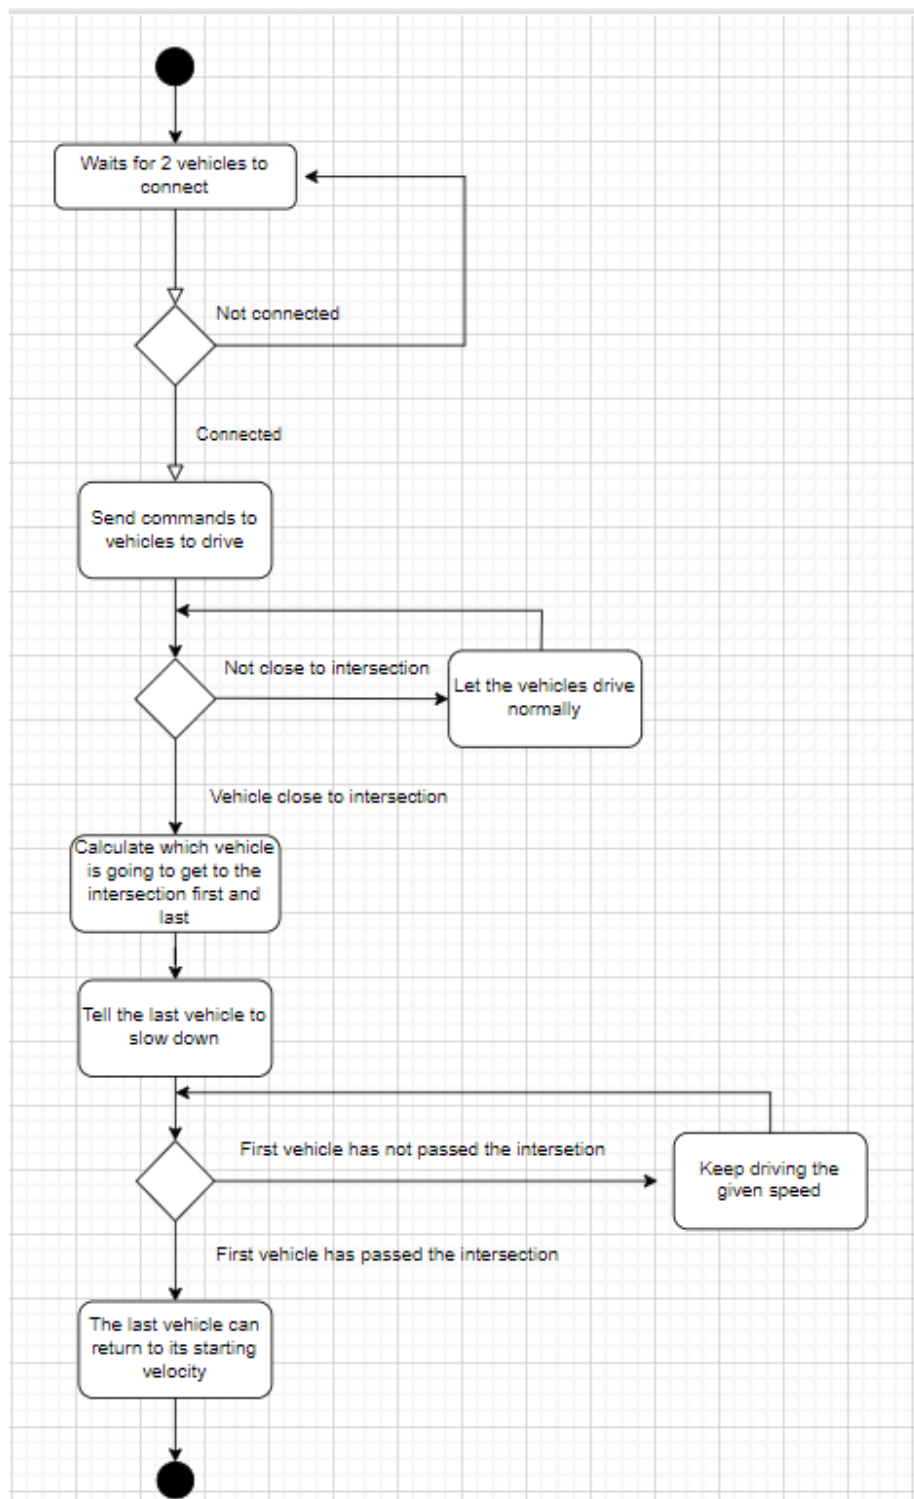 Waits for 2 vehicles to
connect
Not connected
Connected
Send commands to
vehicles to drive
Not close to intersection
Let the vehicles drive
normally
Vehicle close to intersection
Calculate which vehicle
is going to get to the
intersection first and
last
Tell the last vehicle to
slow down
First vehicle has not passed the intersetion
Keep driving the
given speed
First vehicle has passed the intersection
The last vehicle can
return to its starting
velocity